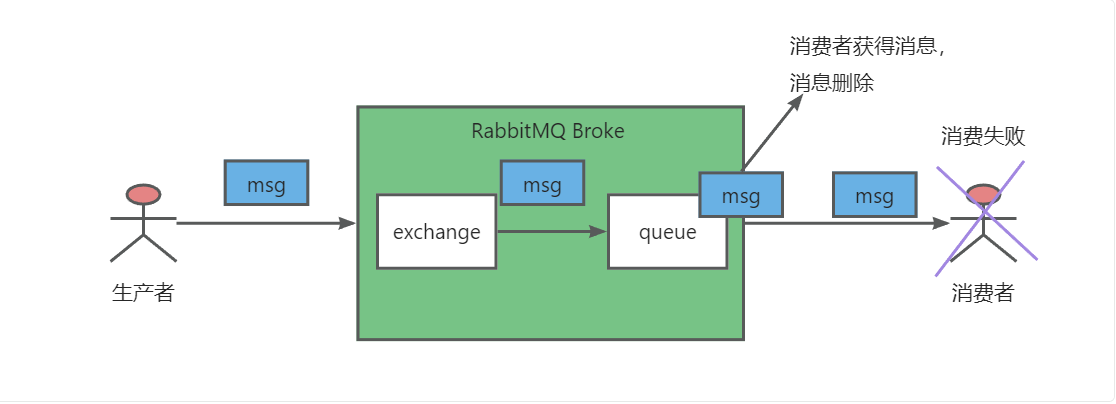 消费者获得消息，
消息删除
RabbitMQ Broke
消费失败
msg
msg
msg
msg
exchange
queue
生产者
消费者